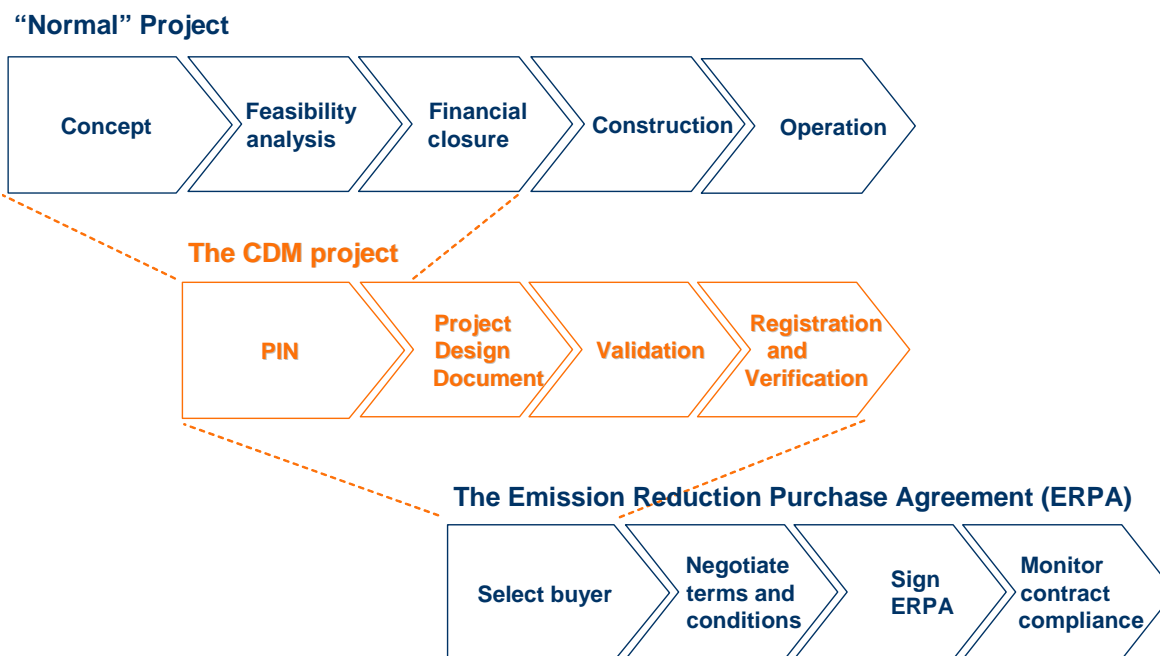 “Normal” Project
Concept
Feasibility
analysis
Financial
closure
Construction
Operation
The CDM project
PIN
Project
Design
Document
Validation
Registration
and
Verification
The Emission Reduction Purchase Agreement (ERPA)
Select buyer
Negotiate
terms and
conditions
Sign
ERPA
Monitor
contract
compliance